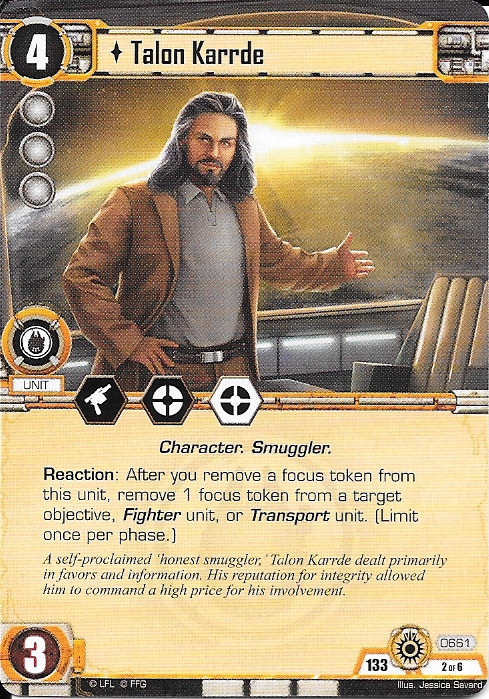 4
Talon Karrde
UNIT
Character. Smuggler.
Reaction: After you remove a focus token from
this unit, remove 1 focus token from a target
objective, Fighter unit, or Transport unit. (Limit
once per phase.)
A self-proclaimed 'honest smuggler,' Talon Karrde dealt primarily
in favors and information. His reputation for integrity allowed
him to command a high price for his involvement.
3
133
0661
2 OF 6
© LFL © FFG
Illus. Jessica Savard